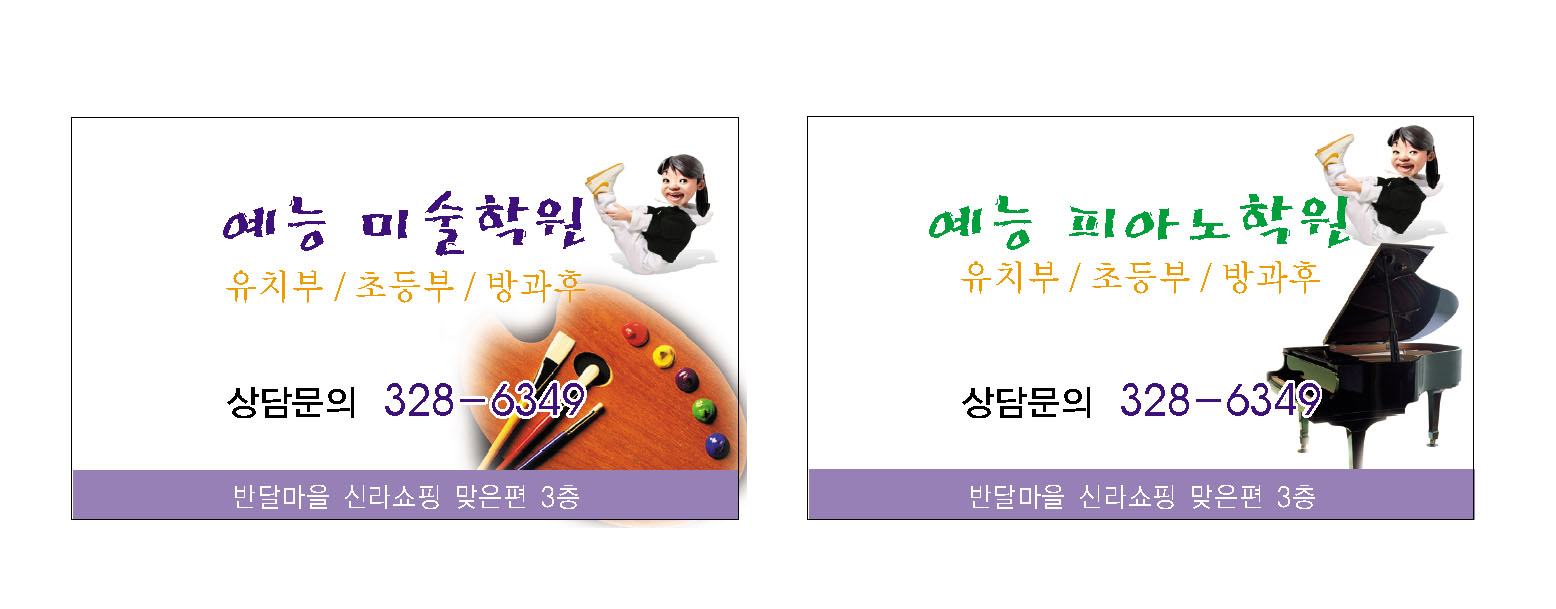 예능 미술학원
유치부 / 초등부 / 방과후
상담문의 328-6349
반달마을 신라쇼핑 맞은편 3층
예능 피아노학원
유치부 / 초등부 / 방과후
상담문의 328-6349
반달마을 신라쇼핑 맞은편 3층